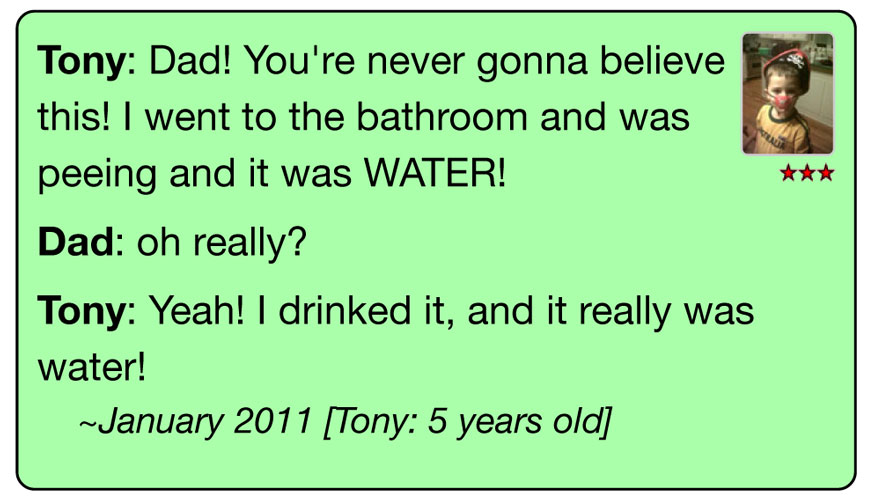 Tony: Dad! You're never gonna believe
this! I went to the bathroom and was
peeing and it was WATER!
Dad: oh really?
Tony: Yeah! I drinked it, and it really was
water!
~January 2011 [Tony: 5 years old]